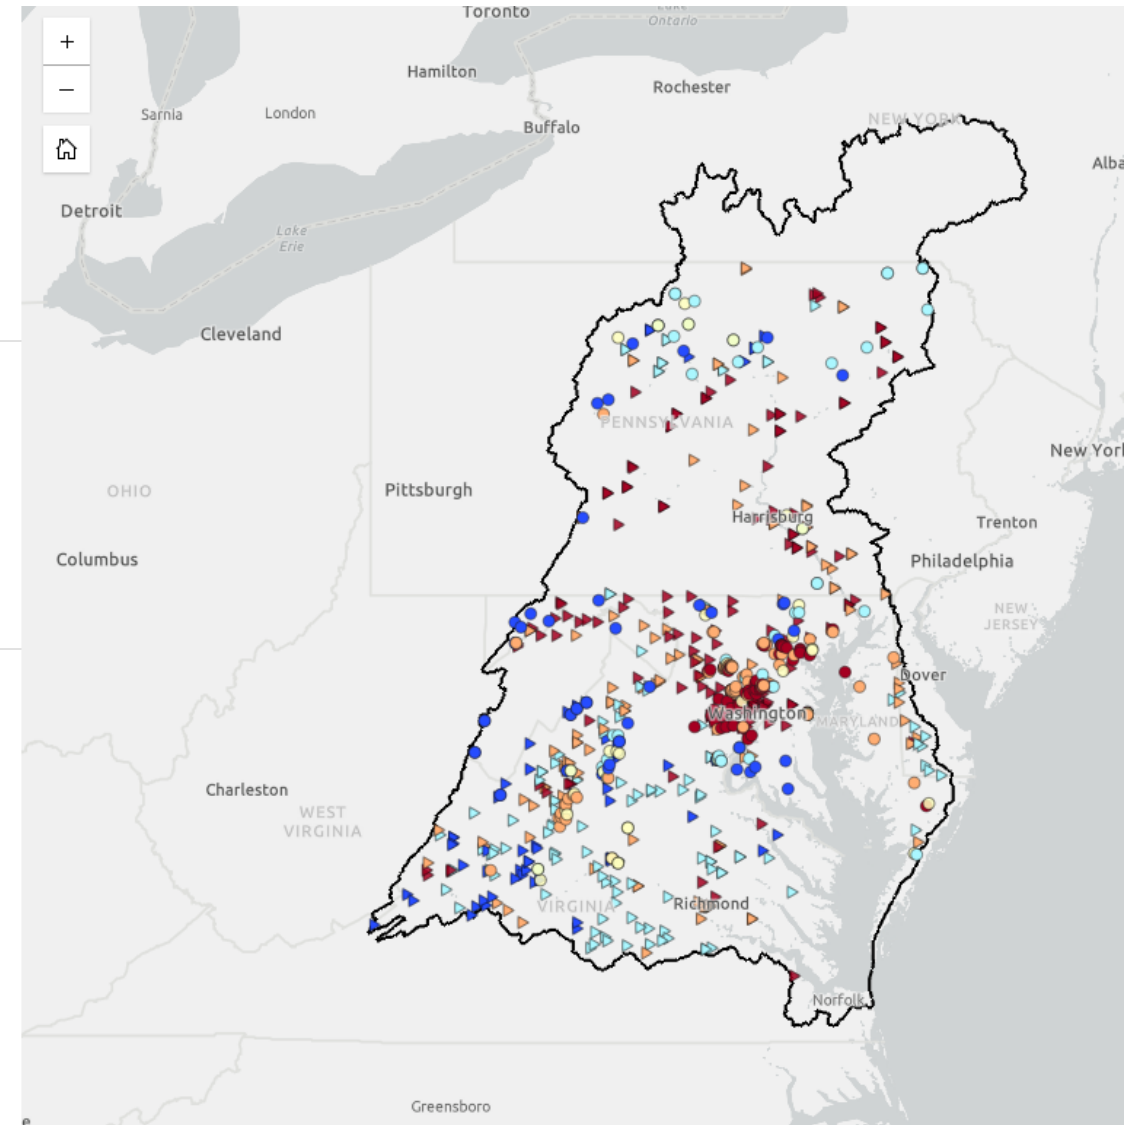 Toronto
Lake
Ontario
+
Hamilton
Rochester
−
Sarnia
London
NEW YORK
Buffalo
Alba
Detroit
Lake
Erie
Cleveland
PENNSYLVANIA
New York
OHIO
Pittsburgh
Harrisburg
Trenton
Columbus
Philadelphia
NEW
JERSEY
Dover
Washington
MARYLAND
Charleston
WEST
VIRGINIA
VIRGINIA
Richmond
Norfolk
Greensboro
e